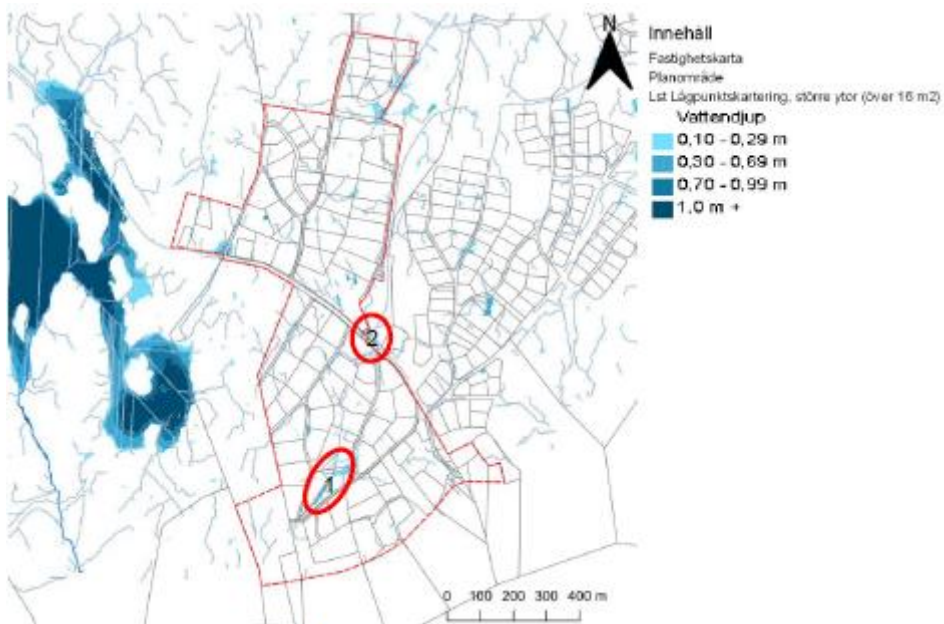 N
Innehåll
Fastighetskarta
Planområde
Lst Lågpunktskartering, större ytor (över 16 m2)
Vattendjup
0,10 - 0,29 m
0,30 - 0,69 m
0,70 - 0,99 m
1,0 m +
2
1
0 100 200 300 400 m